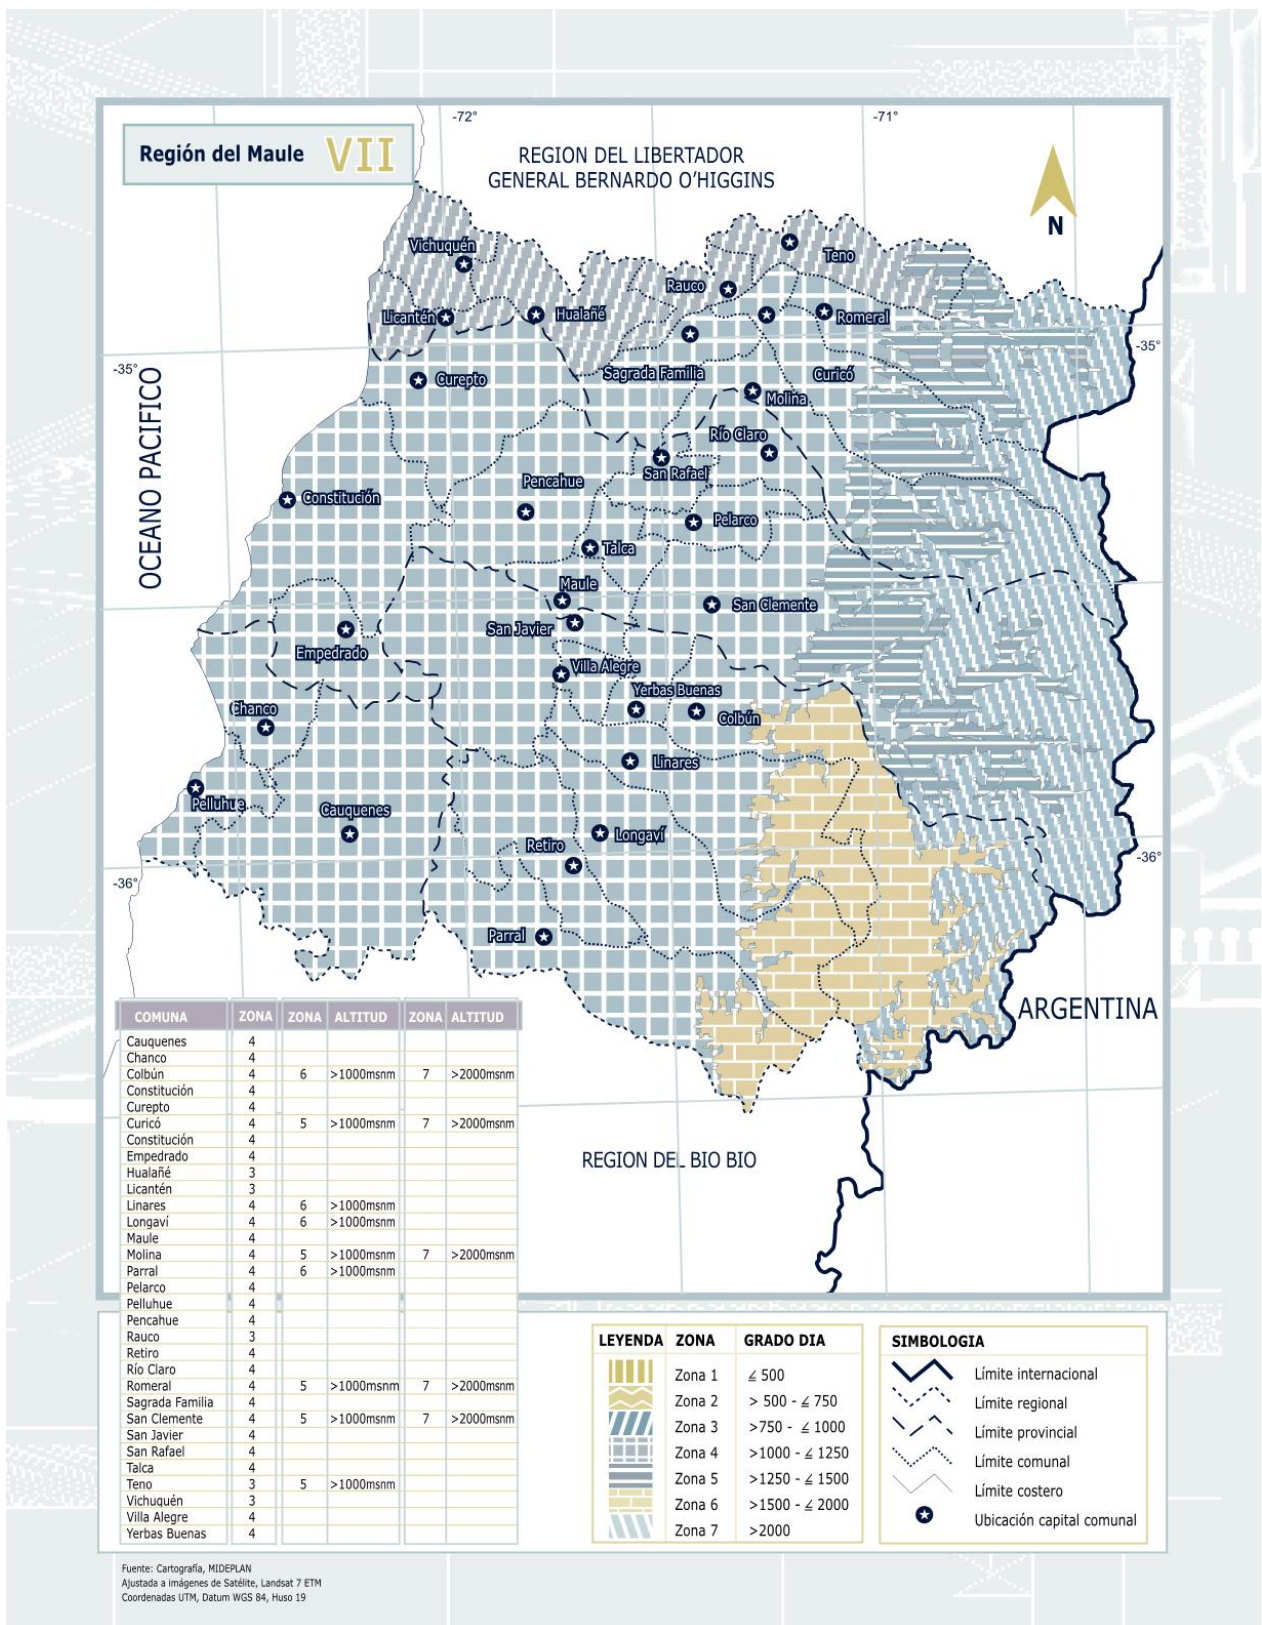 -72°
-71°
Región del Maule VII
REGION DEL LIBERTADOR
GENERAL BERNARDO O'HIGGINS
N
Vichuquén
Teno
Rauco
Licantén
Hualañé
Romeral
-35°
-35°
Sagrada Familia
Curicó
Curepto
Molina
OCEANO PACIFICO
Río Claro
San Rafael
Pencahue
Constitución
Pelarco
Talca
Maule
San Clemente
San Javier
Empedrado
Villa Alegre
Yerbas Buenas
Chanco
Colbún
Linares
Pelluhue
Cauquenes
Longaví
Retiro
-36°
-36°
Parral
ARGENTINA
REGION DEL BIO BIO
COMUNA ZONA ZONA ALTITUD ZONA ALTITUD
Cauquenes 4
Chanco 4
Colbún 4 6 >1000msnm 7 >2000msnm
Constitución 4
Curepto 4
Curicó 4 5 >1000msnm 7 >2000msnm
Constitución 4
Empedrado 4
Hualañé 3
Licantén 3
Linares 4 6 >1000msnm
Longaví 4 6 >1000msnm
Maule 4
Molina 4 5 >1000msnm 7 >2000msnm
Parral 4 6 >1000msnm
Pelarco 4
Pelluhue 4
Pencahue 4
Rauco 3
Retiro 4
Río Claro 4
Romeral 4 5 >1000msnm 7 >2000msnm
Sagrada Familia 4
San Clemente 4 5 >1000msnm 7 >2000msnm
San Javier 4
San Rafael 4
Talca 4
Teno 3 5 >1000msnm
Vichuquén 3
Villa Alegre 4
Yerbas Buenas 4
LEYENDA ZONA GRADO DIA
Zona 1 ≤ 500
Zona 2 > 500 - ≤ 750
Zona 3 >750 - ≤ 1000
Zona 4 >1000 - ≤ 1250
Zona 5 >1250 - ≤ 1500
Zona 6 >1500 - ≤ 2000
Zona 7 >2000
SIMBOLOGIA
Límite internacional
Límite regional
Límite provincial
Límite comunal
Límite costero
Ubicación capital comunal
Fuente: Cartografía, MIDEPLAN
Ajustada a imágenes de Satélite, Landsat 7 ETM
Coordenadas UTM, Datum WGS 84, Huso 19